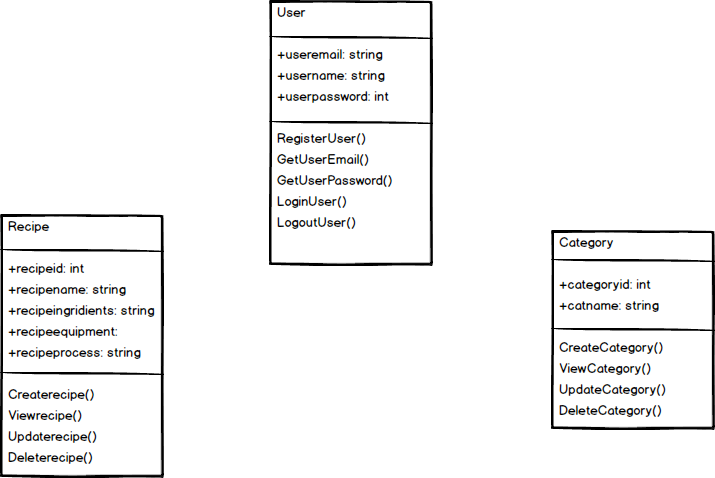 User
+useremail: string
+username: string
+userpassword: int
RegisterUser()
GetUserEmail()
GetUserPassword()
LoginUser()
LogoutUser()
Recipe
+recipeid: int
+recipename: string
+recipeingridients: string
+recipeequipment:
+recipeprocess: string
Createrecipe()
Viewrecipe()
Updaterecipe()
Deleterecipe()
Category
+categoryid: int
+catname: string
CreateCategory()
ViewCategory()
UpdateCategory()
DeleteCategory()